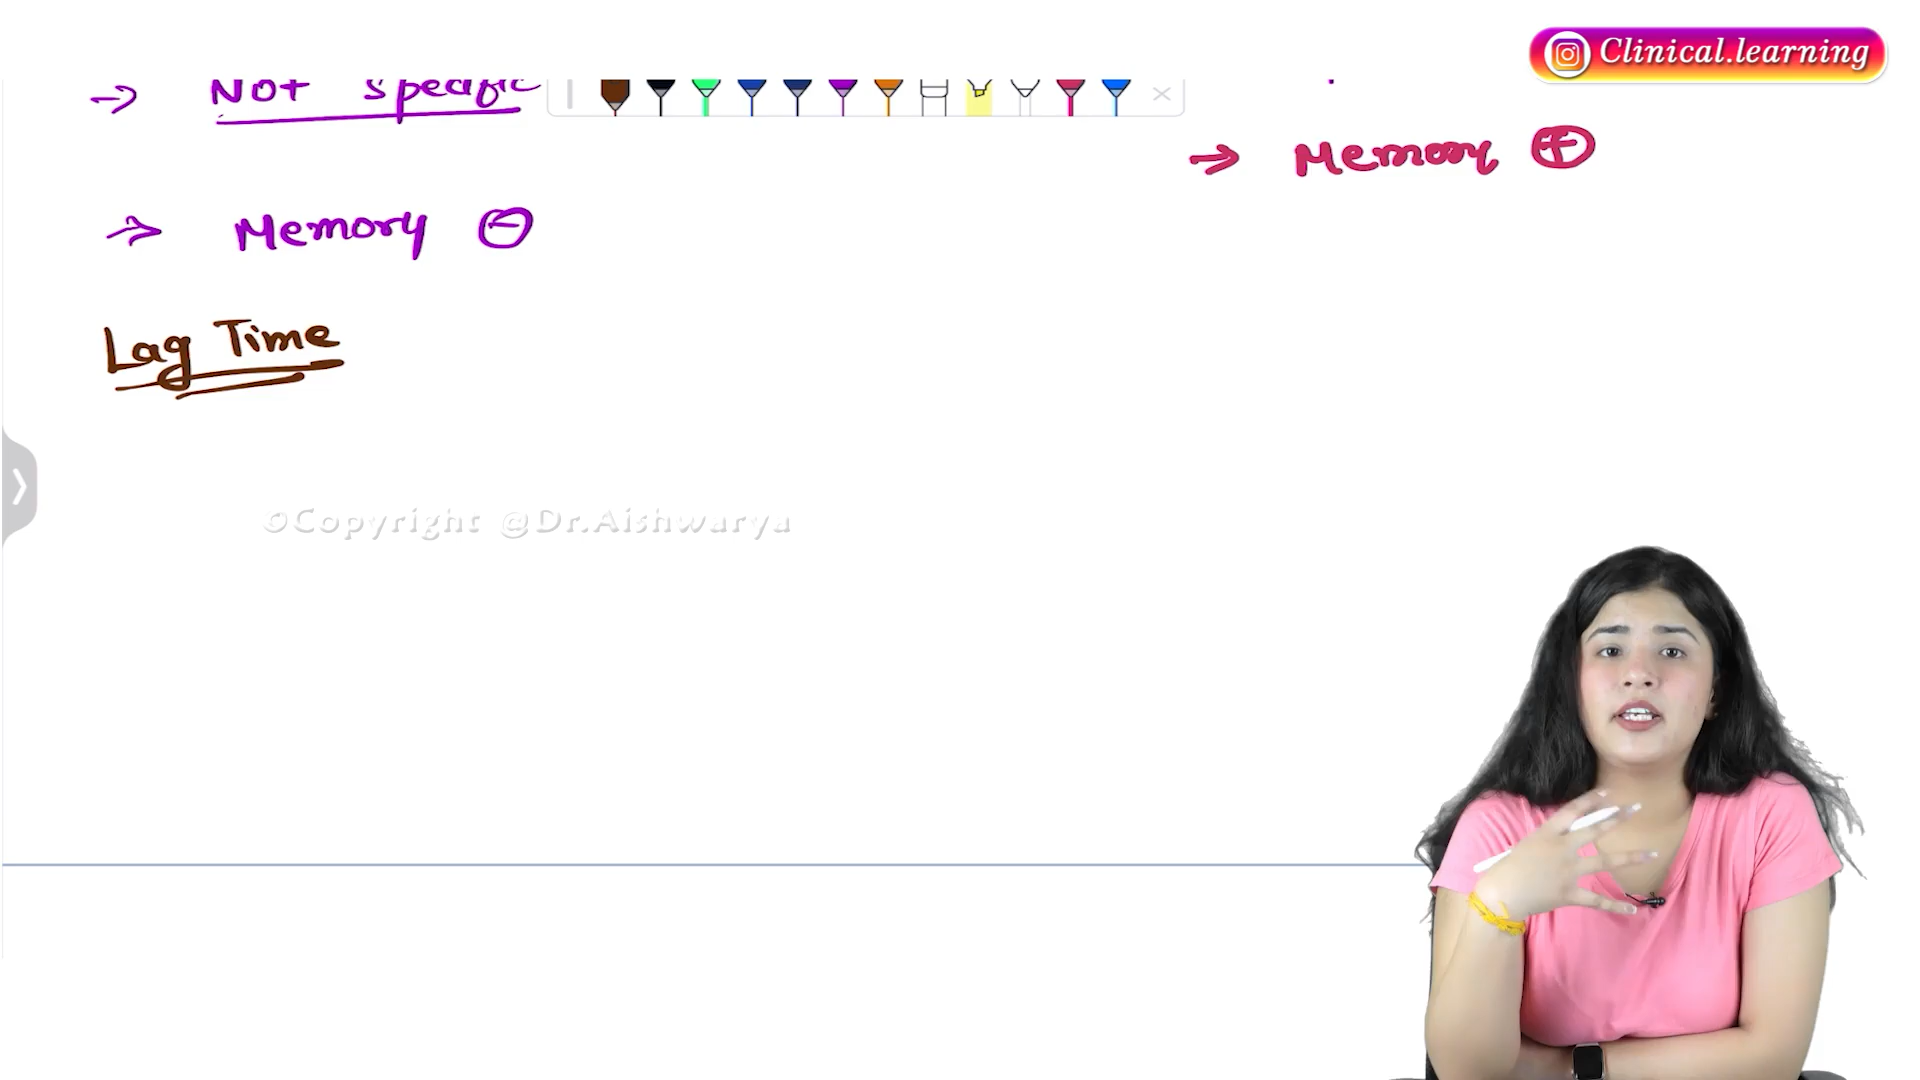 Clinical.learning
→ Not specific
→ Memory ⊕
→ Memory ⊖
Lag Time
©Copyright @Dr.Aishwarya